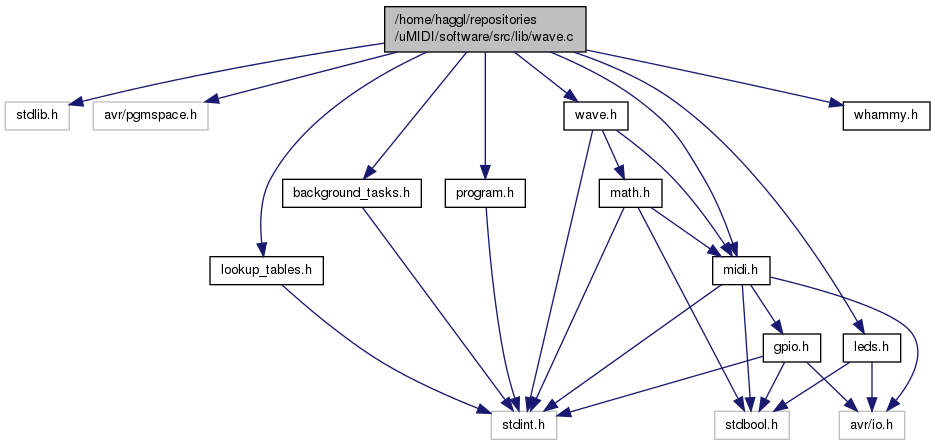 /home/haggl/repositories
/uMIDI/software/src/lib/wave.c
stdlib.h
avr/pgmspace.h
wave.h
whammy.h
background_tasks.h
program.h
math.h
lookup_tables.h
midi.h
gpio.h
leds.h
stdint.h
stdbool.h
avr/io.h